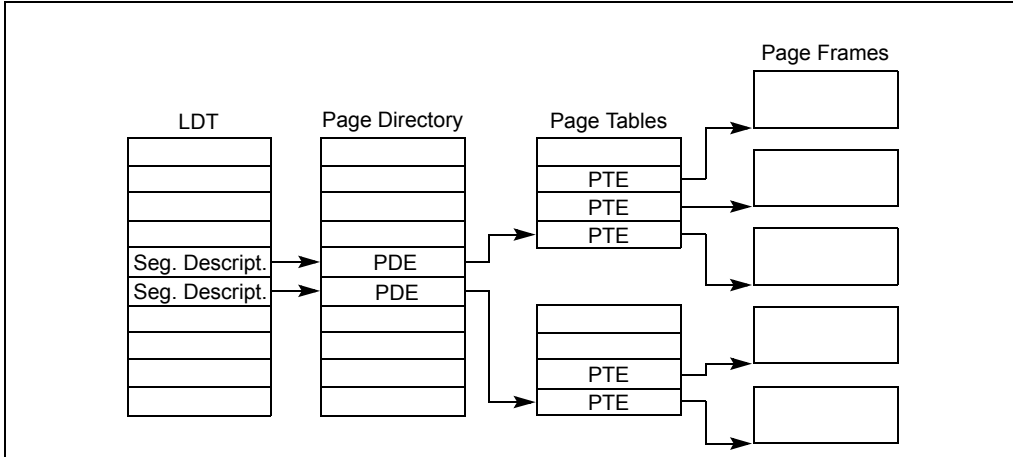 Page Frames
LDT
Page Directory
Page Tables
PTE
PTE
PTE
Seg. Descript.
PDE
Seg. Descript.
PDE
PTE
PTE